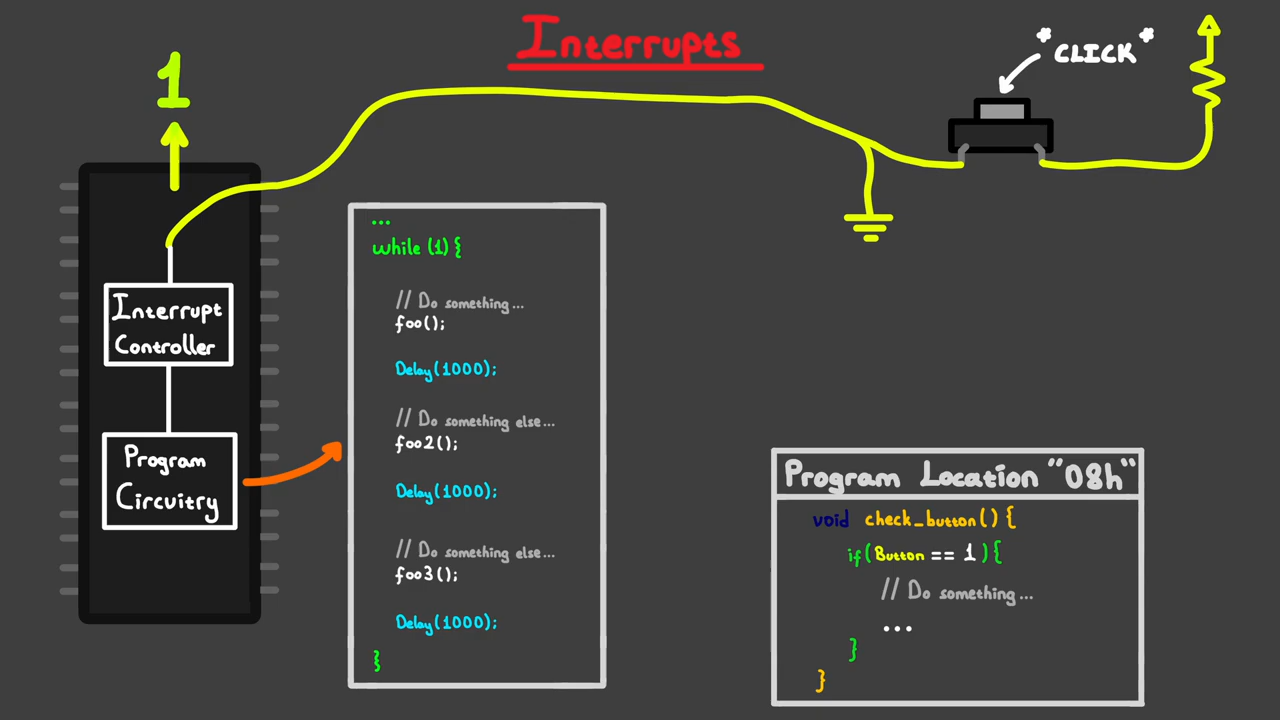 Interrupts
*CLICK*
1
Interrupt
Controller
Program
Circuitry
...
while (1) {
// Do something...
foo();
Delay(1000);
// Do something else...
foo2();
Delay(1000);
// Do something else...
foo3();
Delay(1000);
}
Program Location "08h"
void check_button() {
if(Button == 1){
// Do something...
...
}
}